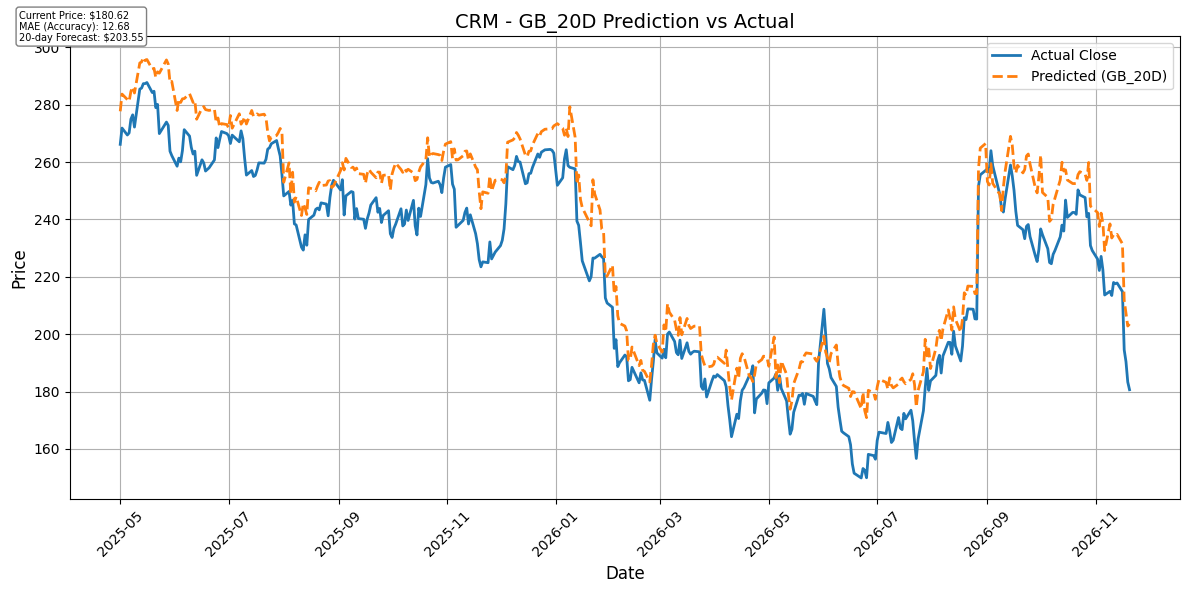 CRM - GB_20D Prediction vs Actual
Current Price: $180.62
MAE (Accuracy): 12.68
20-day Forecast: $203.55
Actual Close
Predicted (GB_20D)
Price
300
280
260
240
220
200
180
160
2025-05
2025-07
2025-09
2025-11
2026-01
2026-03
2026-05
2026-07
2026-09
2026-11
Date